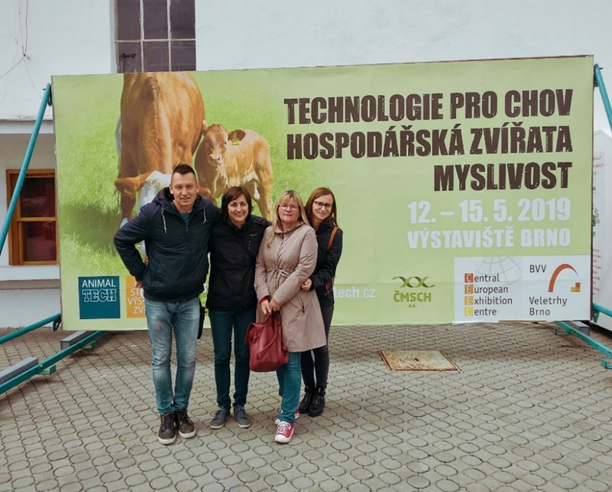 TECHNOLOGIE PRO CHOV
HOSPODÁŘSKÁ ZVÍŘATA
MYSLIVOST
12. – 15. 5. 2019
VÝSTAVIŠTĚ BRNO
ANIMAL
TECH
tech.cz
ČMSCH
a.s.
Central
European
Exhibition
Centre
BVV
Veletrhy
Brno